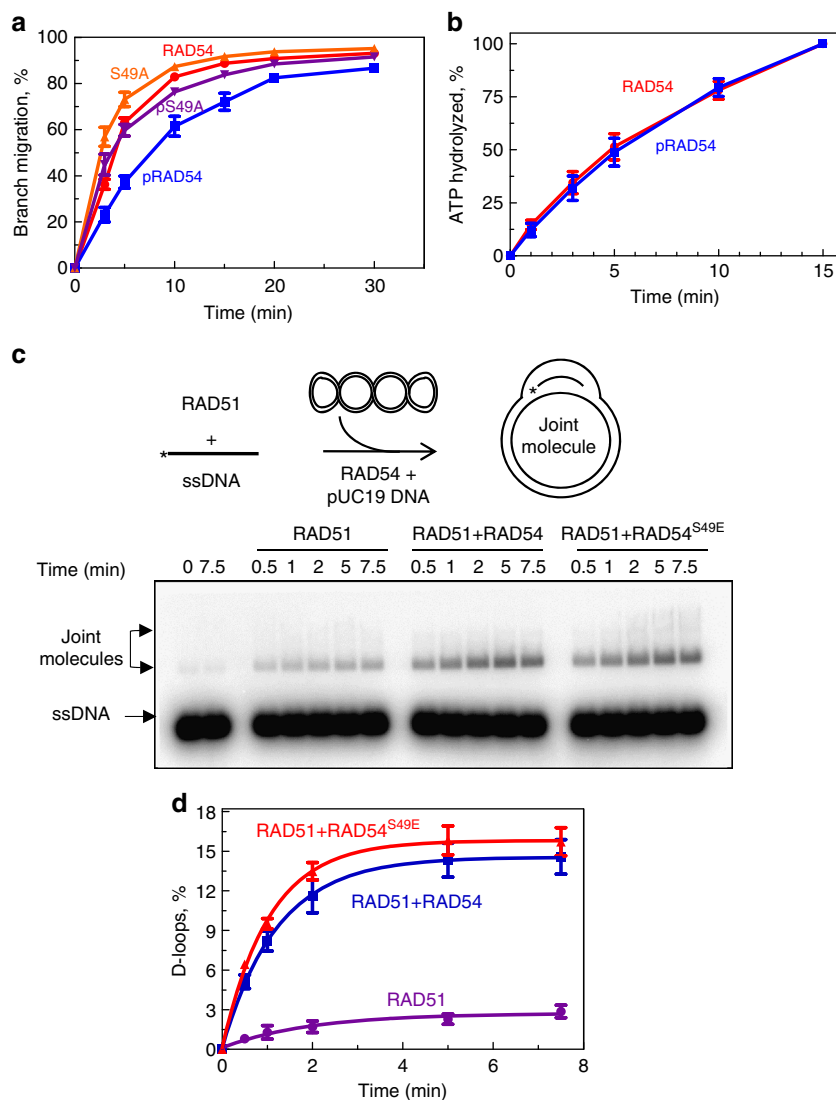 a
Branch migration, %
100
80
60
40
20
0
S49A
RAD54
pS49A
pRAD54
0 10 20 30
Time (min)
b
ATP hydrolyzed, %
100
75
50
25
0
RAD54
pRAD54
0 5 10 15
Time (min)
c
RAD51
+
*
ssDNA
RAD54 +
pUC19 DNA
*
Joint
molecule
RAD51 RAD51+RAD54 RAD51+RAD54S49E
Time (min) 0 7.5 0.5 1 2 5 7.5 0.5 1 2 5 7.5 0.5 1 2 5 7.5
Joint
molecules
ssDNA
d
D-loops, %
18
15
12
9
6
3
0
RAD51+RAD54S49E
RAD51+RAD54
RAD51
0 2 4 6 8
Time (min)